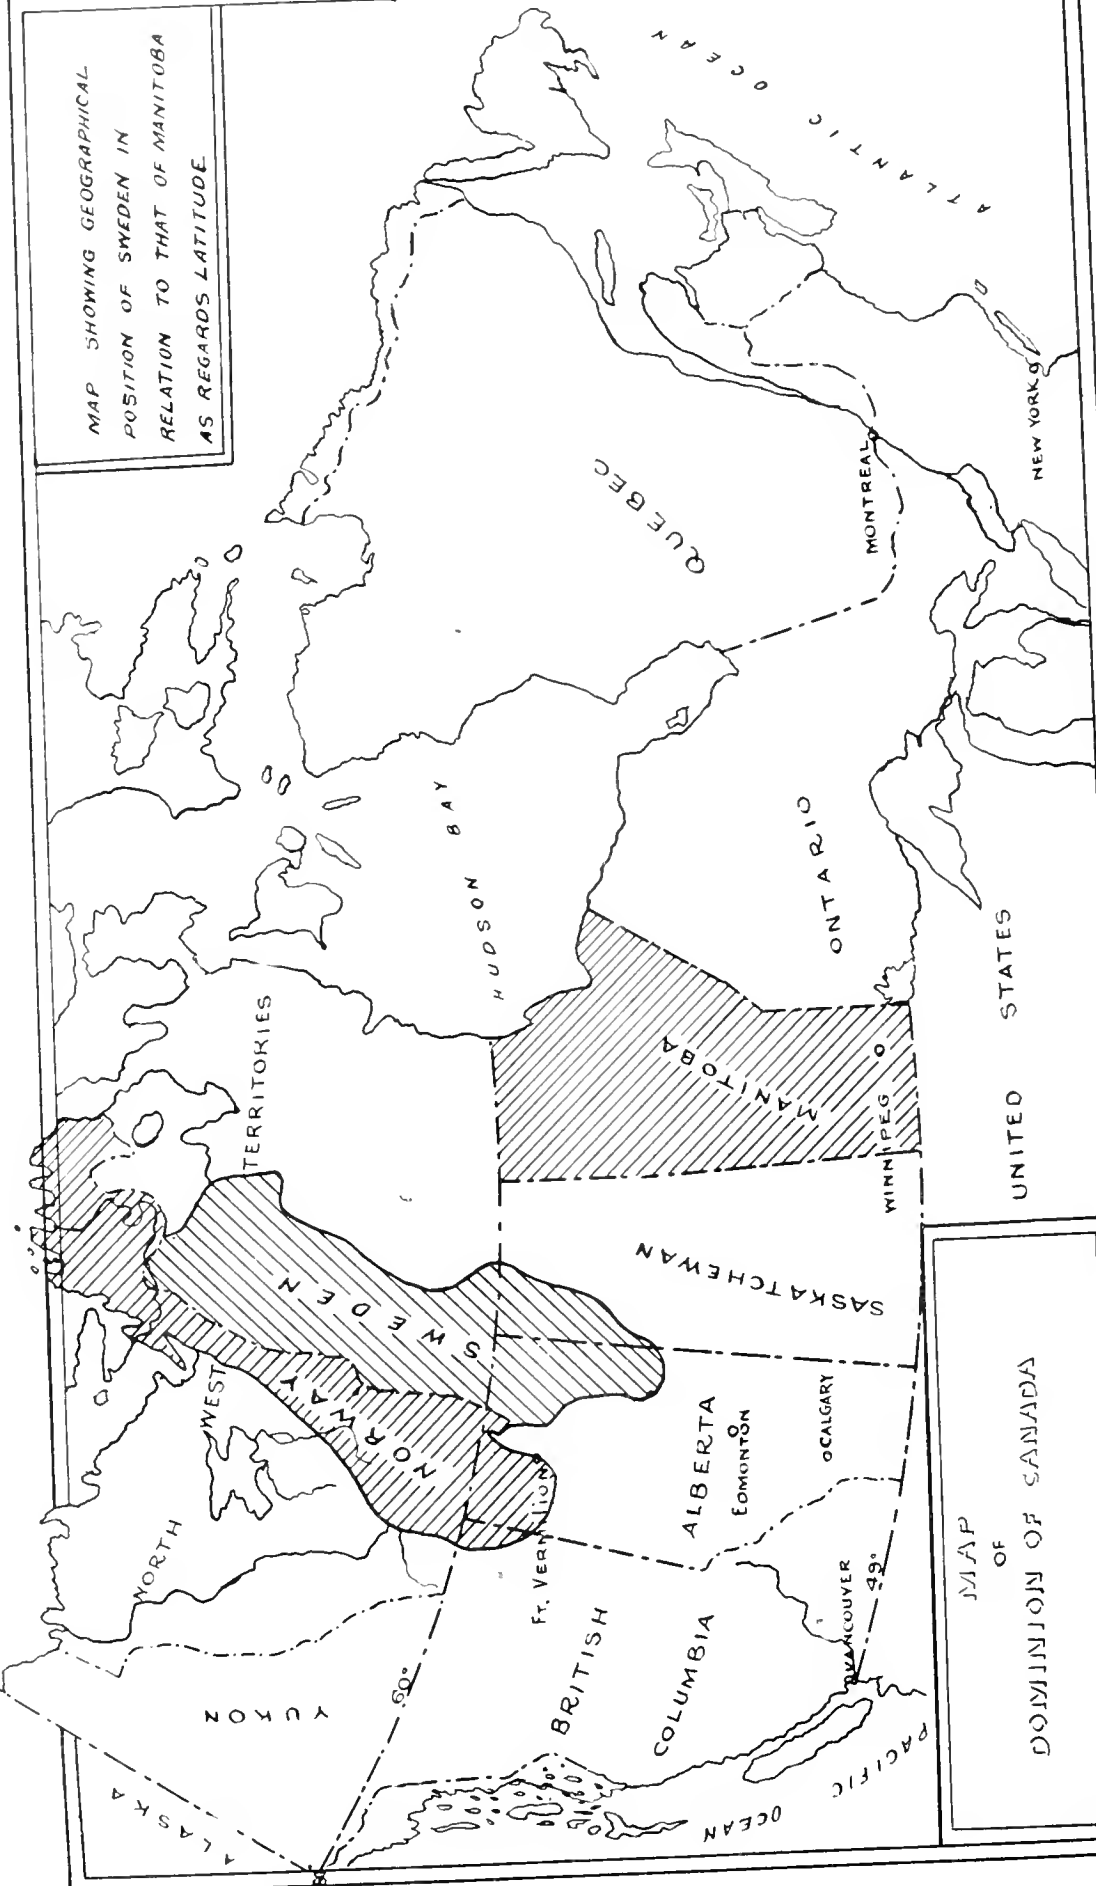 MAP SHOWING GEOGRAPHICAL
POSITION OF SWEDEN IN
RELATION TO THAT OF MANITOBA
AS REGARDS LATITUDE
ALASKA
YUKON
NORTH
WEST
TERRITORIES
NORWAY
SWEDEN
60°
HUDSON BAY
QUEBEC
ATLANTIC OCEAN
BRITISH
COLUMBIA
FT. VERMILION
ALBERTA
EDMONTON
CALGARY
SASKATCHEWAN
MANITOBA
WINNIPEG
ONTARIO
MONTREAL
NEW YORK
VANCOUVER
49°
PACIFIC
OCEAN
UNITED STATES
MAP
OF
DOMINION OF CANADA